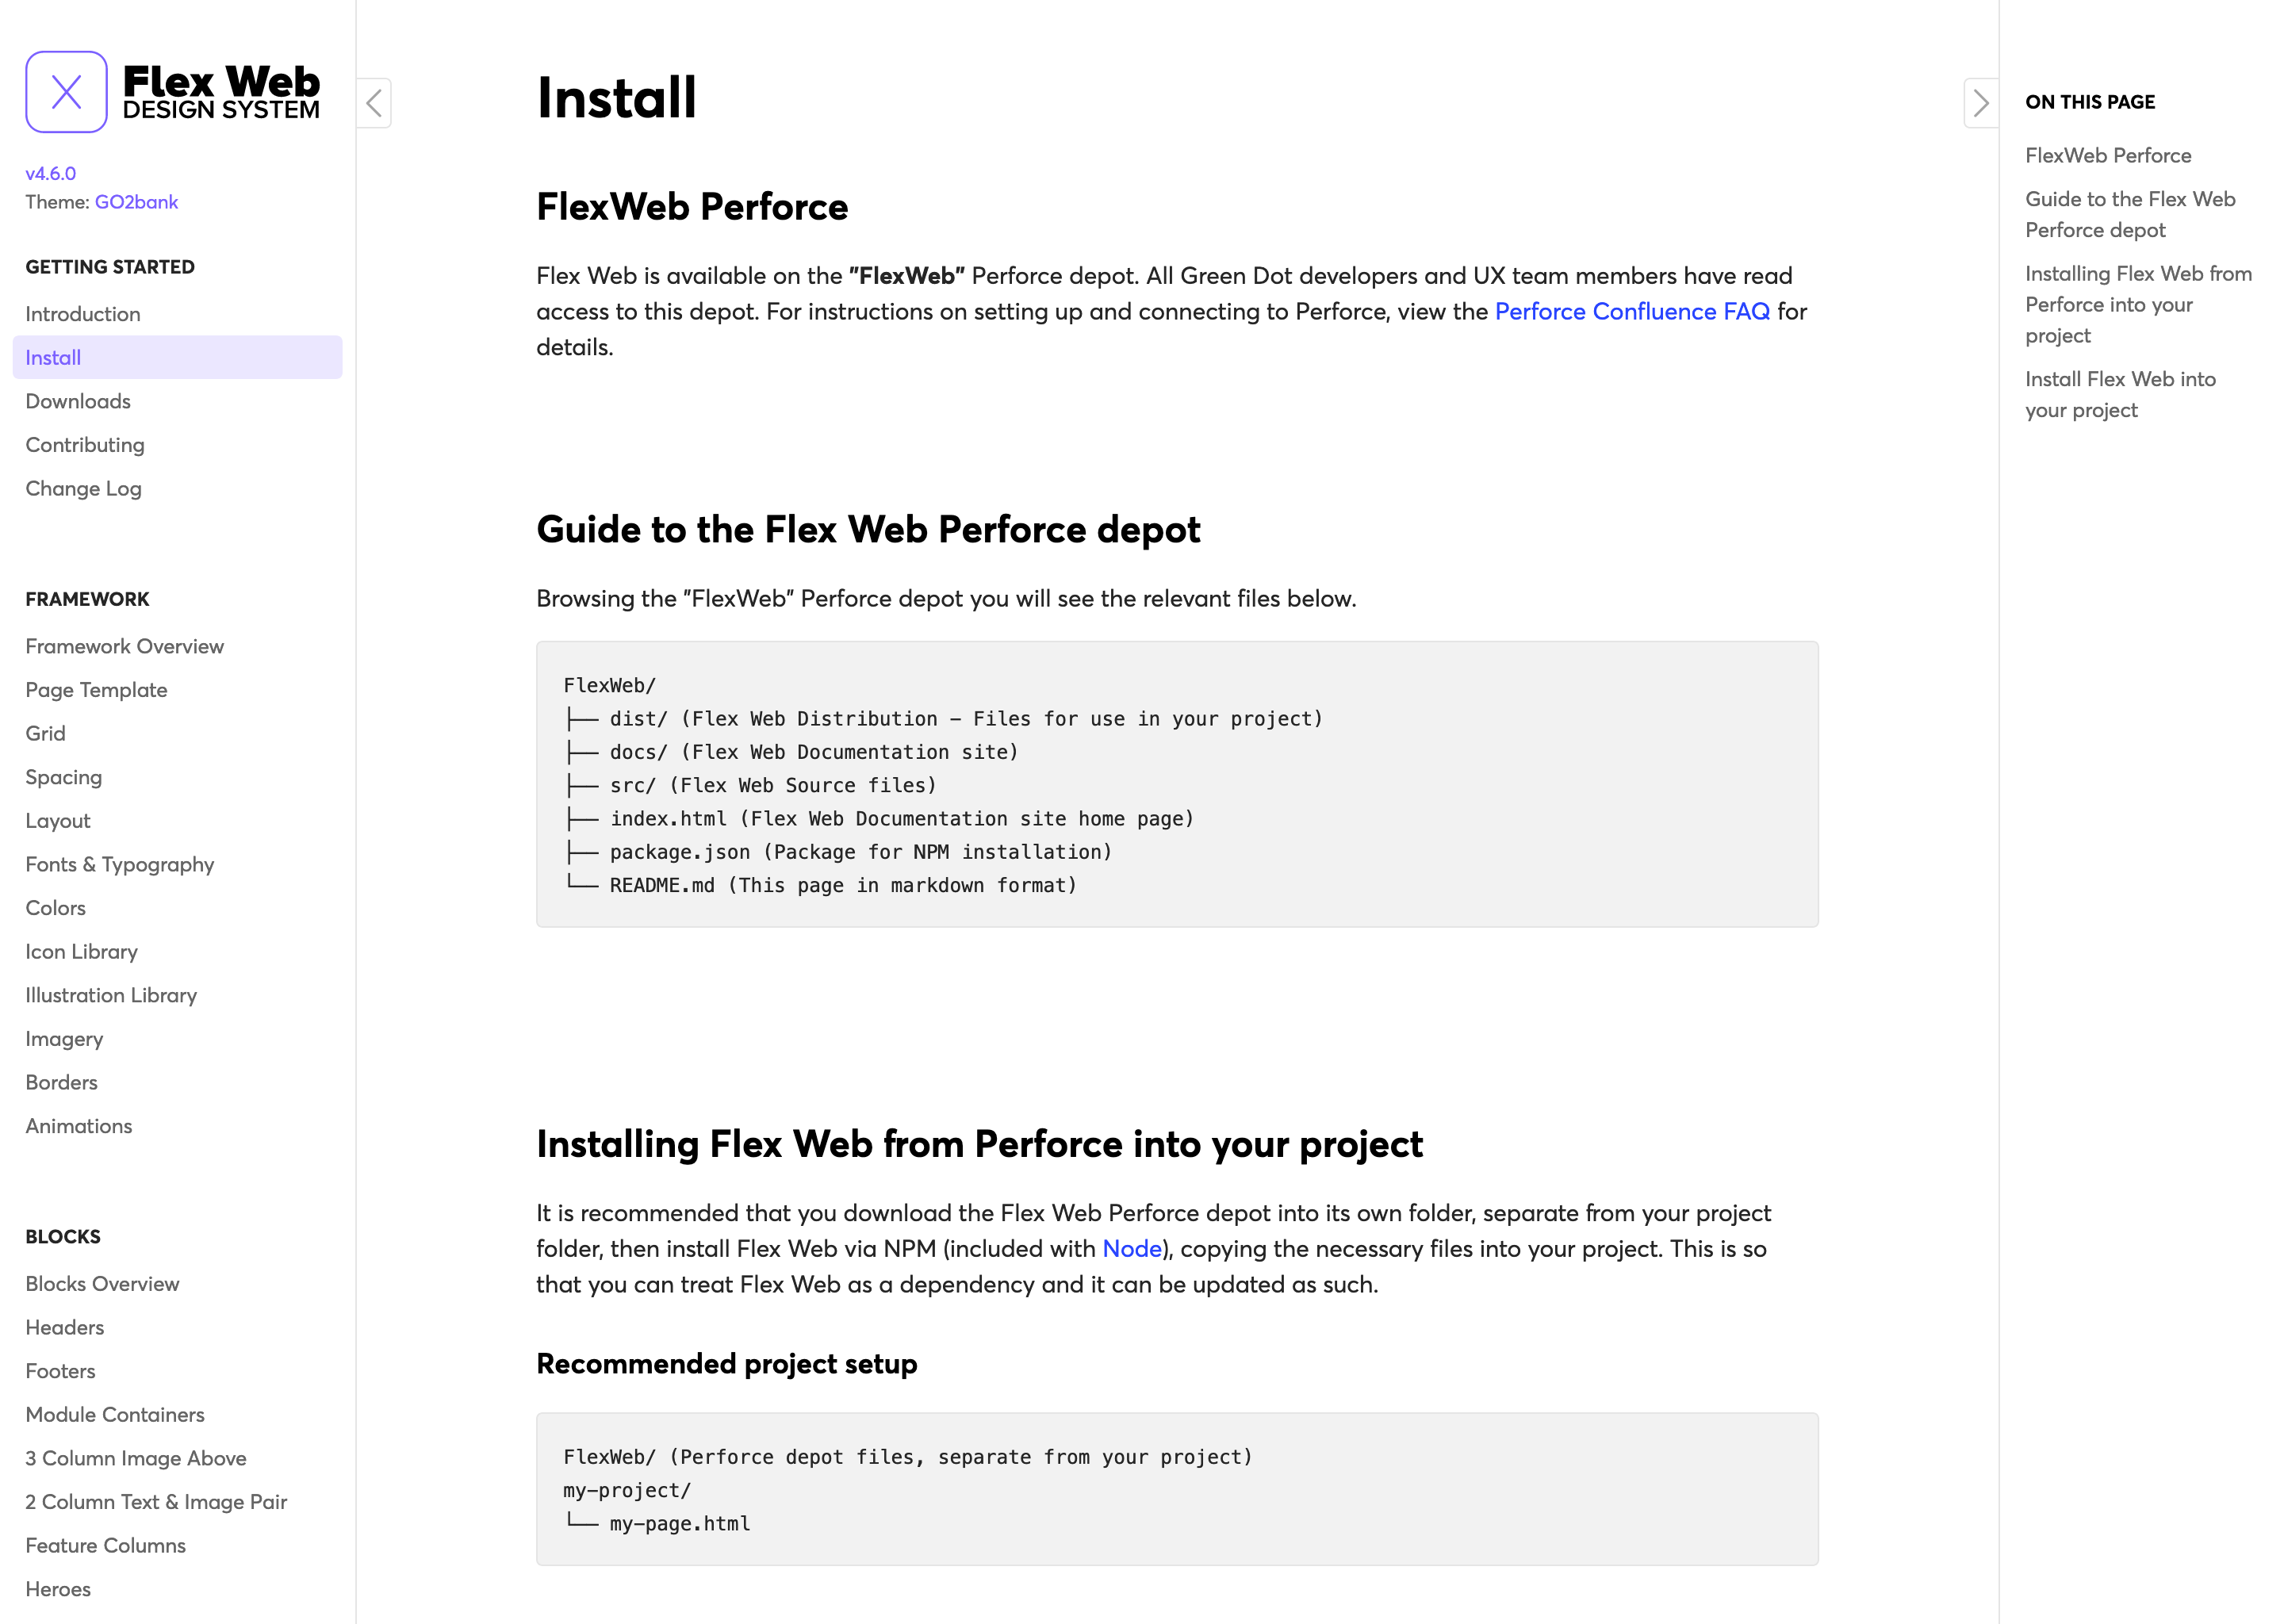 Flex Web
DESIGN SYSTEM
v4.6.0
Theme: GO2bank
GETTING STARTED
Introduction
Install
Downloads
Contributing
Change Log
FRAMEWORK
Framework Overview
Page Template
Grid
Spacing
Layout
Fonts & Typography
Colors
Icon Library
Illustration Library
Imagery
Borders
Animations
BLOCKS
Blocks Overview
Headers
Footers
Module Containers
3 Column Image Above
2 Column Text & Image Pair
Feature Columns
Heroes
Install
FlexWeb Perforce
Flex Web is available on the "FlexWeb" Perforce depot. All Green Dot developers and UX team members have read
access to this depot. For instructions on setting up and connecting to Perforce, view the Perforce Confluence FAQ for
details.
Guide to the Flex Web Perforce depot
Browsing the "FlexWeb" Perforce depot you will see the relevant files below.
FlexWeb/
├── dist/ (Flex Web Distribution – Files for use in your project)
├── docs/ (Flex Web Documentation site)
├── src/ (Flex Web Source files)
├── index.html (Flex Web Documentation site home page)
├── package.json (Package for NPM installation)
└── README.md (This page in markdown format)
Installing Flex Web from Perforce into your project
It is recommended that you download the Flex Web Perforce depot into its own folder, separate from your project
folder, then install Flex Web via NPM (included with Node), copying the necessary files into your project. This is so
that you can treat Flex Web as a dependency and it can be updated as such.
Recommended project setup
FlexWeb/ (Perforce depot files, separate from your project)
my-project/
└── my-page.html
ON THIS PAGE
FlexWeb Perforce
Guide to the Flex Web
Perforce depot
Installing Flex Web from
Perforce into your
project
Install Flex Web into
your project